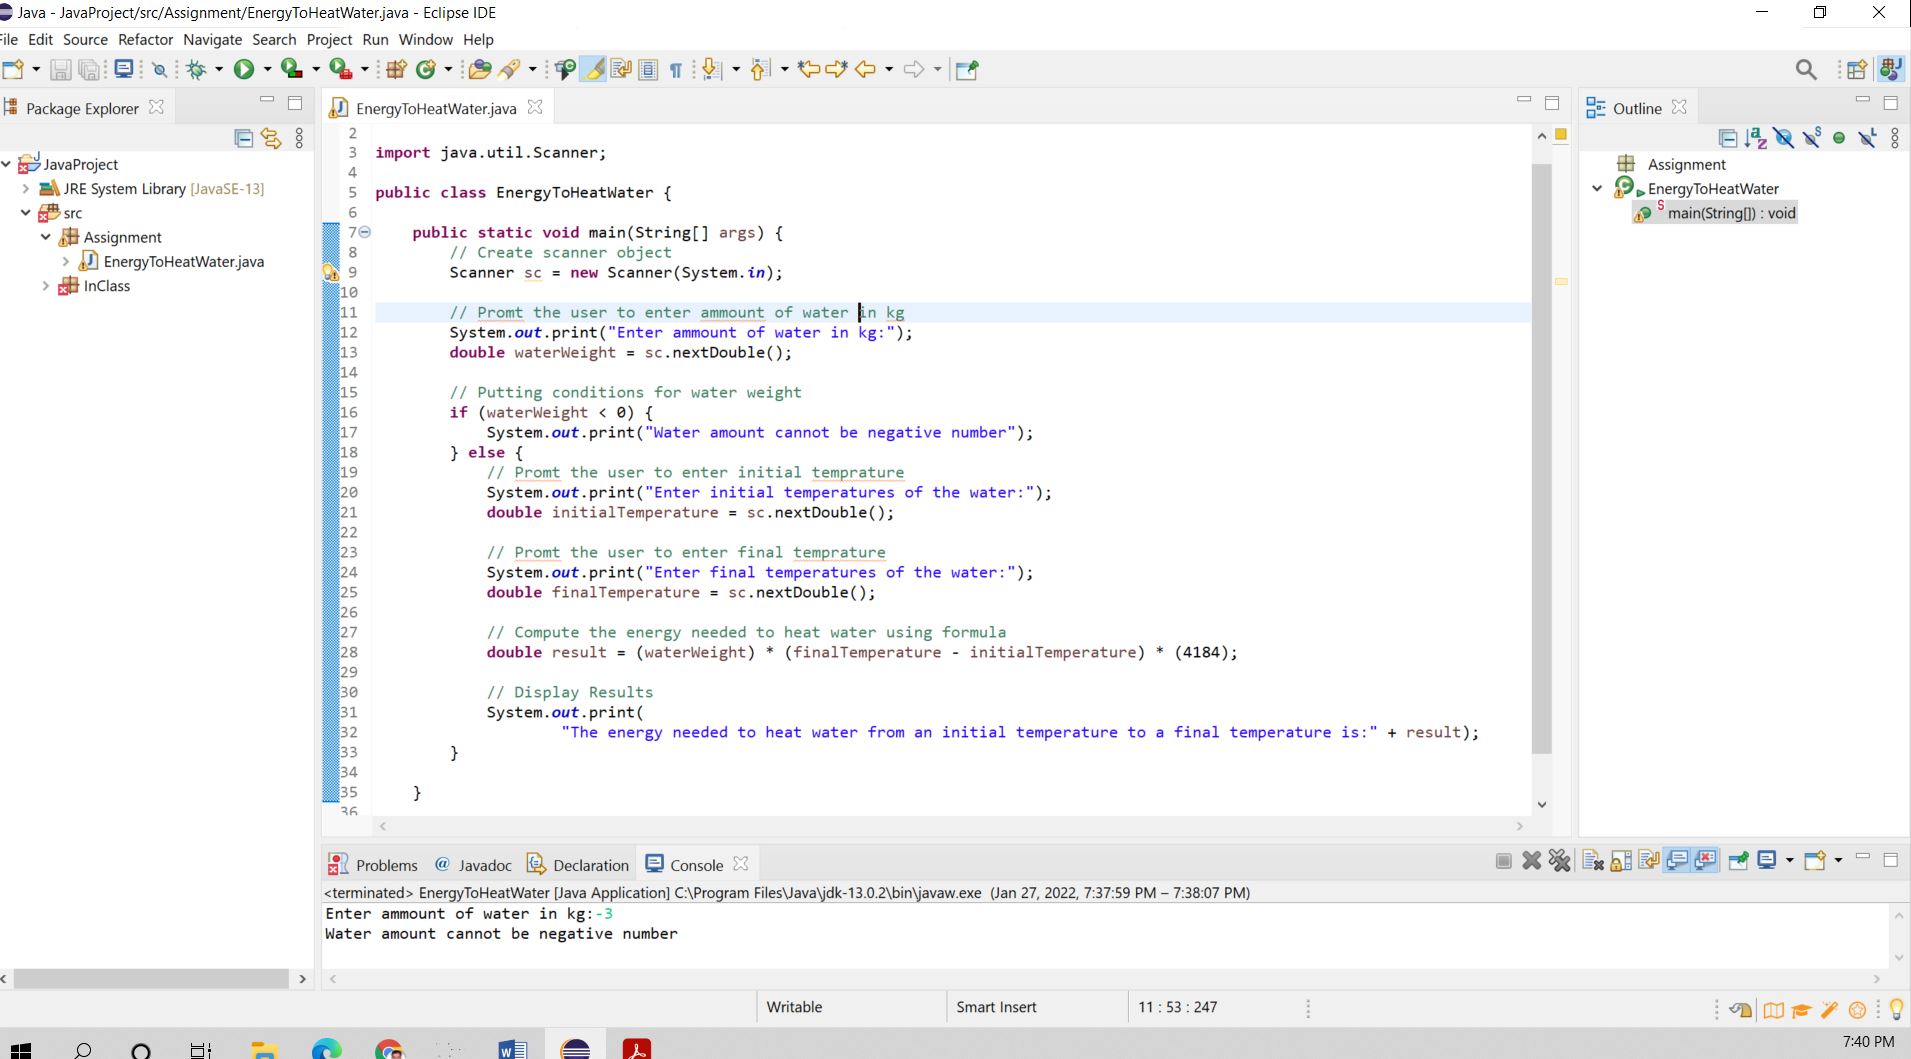 Java - JavaProject/src/Assignment/EnergyToHeatWater.java - Eclipse IDE
File Edit Source Refactor Navigate Search Project Run Window Help
Package Explorer
JavaProject
JRE System Library [JavaSE-13]
src
Assignment
EnergyToHeatWater.java
InClass
EnergyToHeatWater.java
2
3 import java.util.Scanner;
4
5 public class EnergyToHeatWater {
6
7 public static void main(String[] args) {
8 // Create scanner object
9 Scanner sc = new Scanner(System.in);
10
11 // Promt the user to enter ammount of water in kg
12 System.out.print("Enter ammount of water in kg:");
13 double waterWeight = sc.nextDouble();
14
15 // Putting conditions for water weight
16 if (waterWeight < 0) {
17 System.out.print("Water amount cannot be negative number");
18 } else {
19 // Promt the user to enter initial temprature
20 System.out.print("Enter initial temperatures of the water:");
21 double initialTemperature = sc.nextDouble();
22
23 // Promt the user to enter final temprature
24 System.out.print("Enter final temperatures of the water:");
25 double finalTemperature = sc.nextDouble();
26
27 // Compute the energy needed to heat water using formula
28 double result = (waterWeight) * (finalTemperature - initialTemperature) * (4184);
29
30 // Display Results
31 System.out.print(
32 "The energy needed to heat water from an initial temperature to a final temperature is:" + result);
33 }
34
35 }
36
Outline
Assignment
EnergyToHeatWater
main(String[]) : void
Problems Javadoc Declaration Console
<terminated> EnergyToHeatWater [Java Application] C:\Program Files\Java\jdk-13.0.2\bin\javaw.exe (Jan 27, 2022, 7:37:59 PM – 7:38:07 PM)
Enter ammount of water in kg:-3
Water amount cannot be negative number
Writable Smart Insert 11 : 53 : 247
7:40 PM